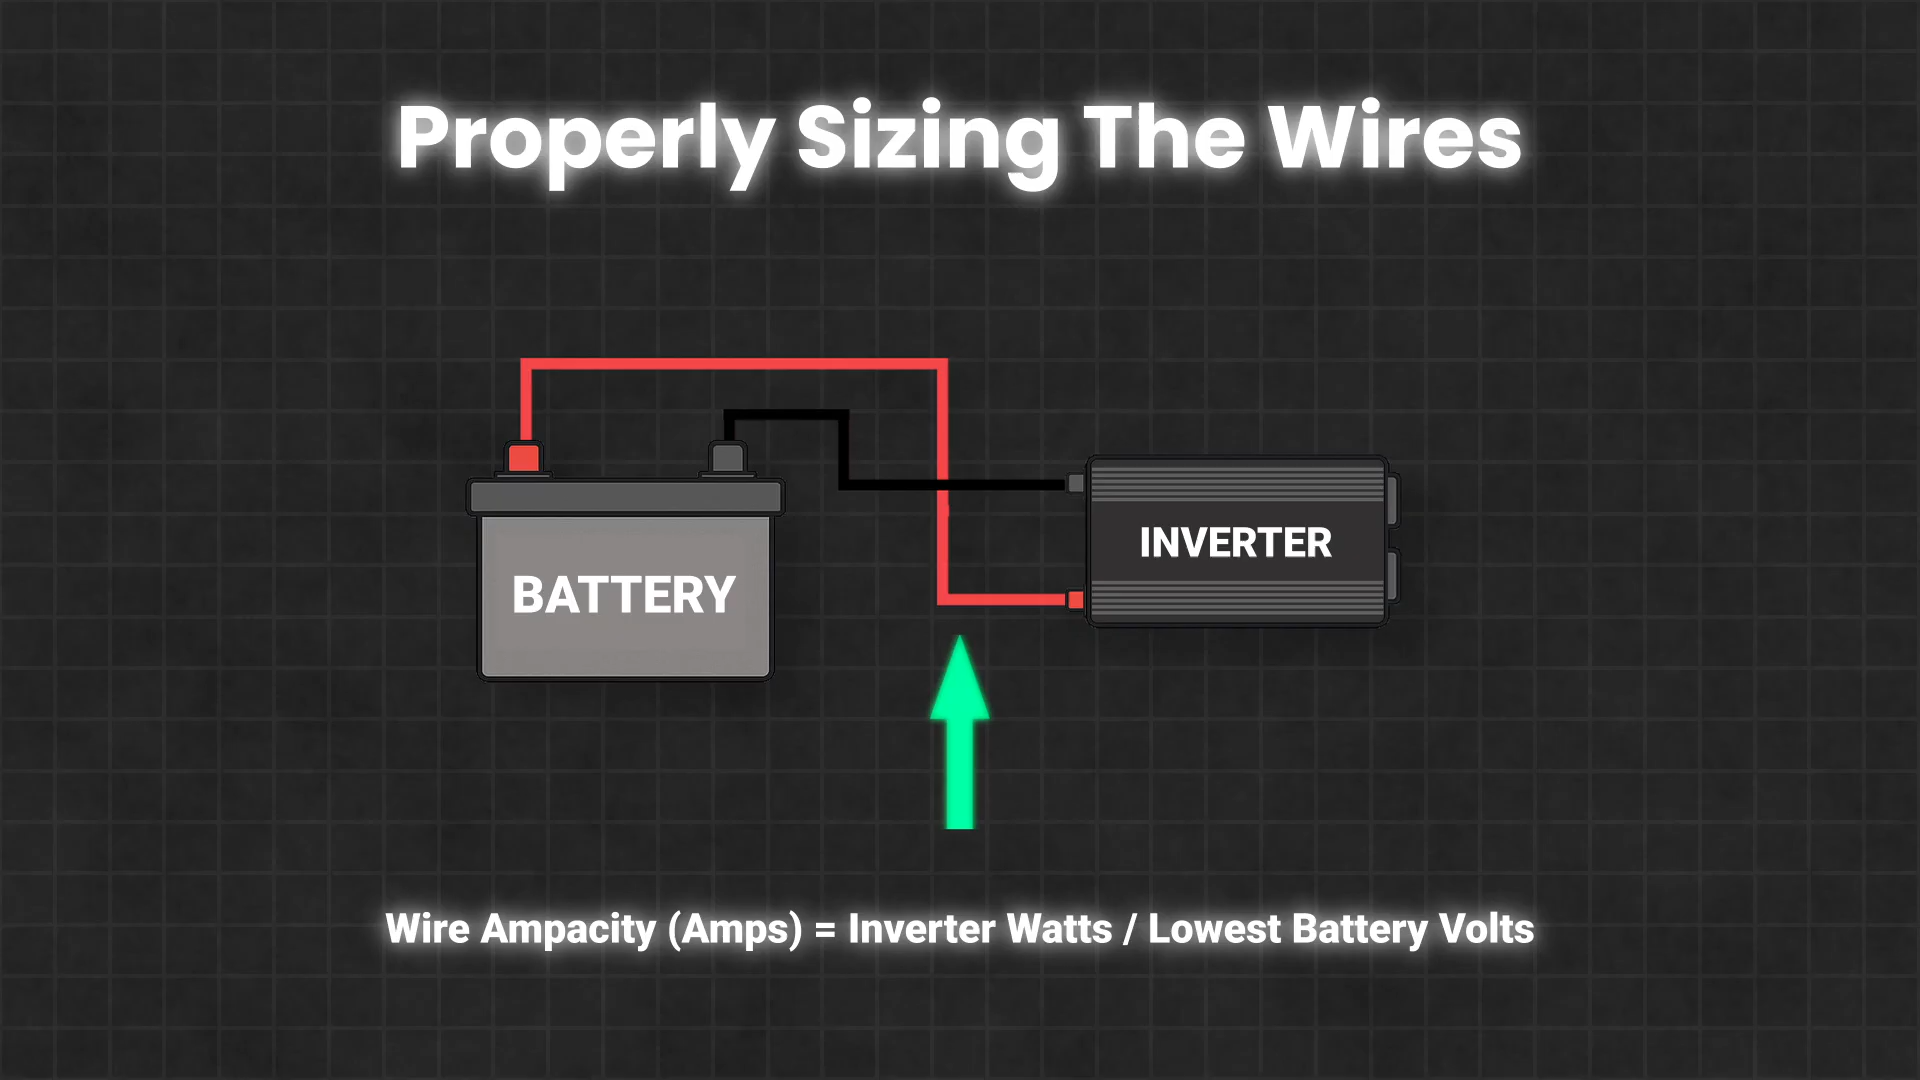 Properly Sizing The Wires
BATTERY
INVERTER
Wire Ampacity (Amps) = Inverter Watts / Lowest Battery Volts